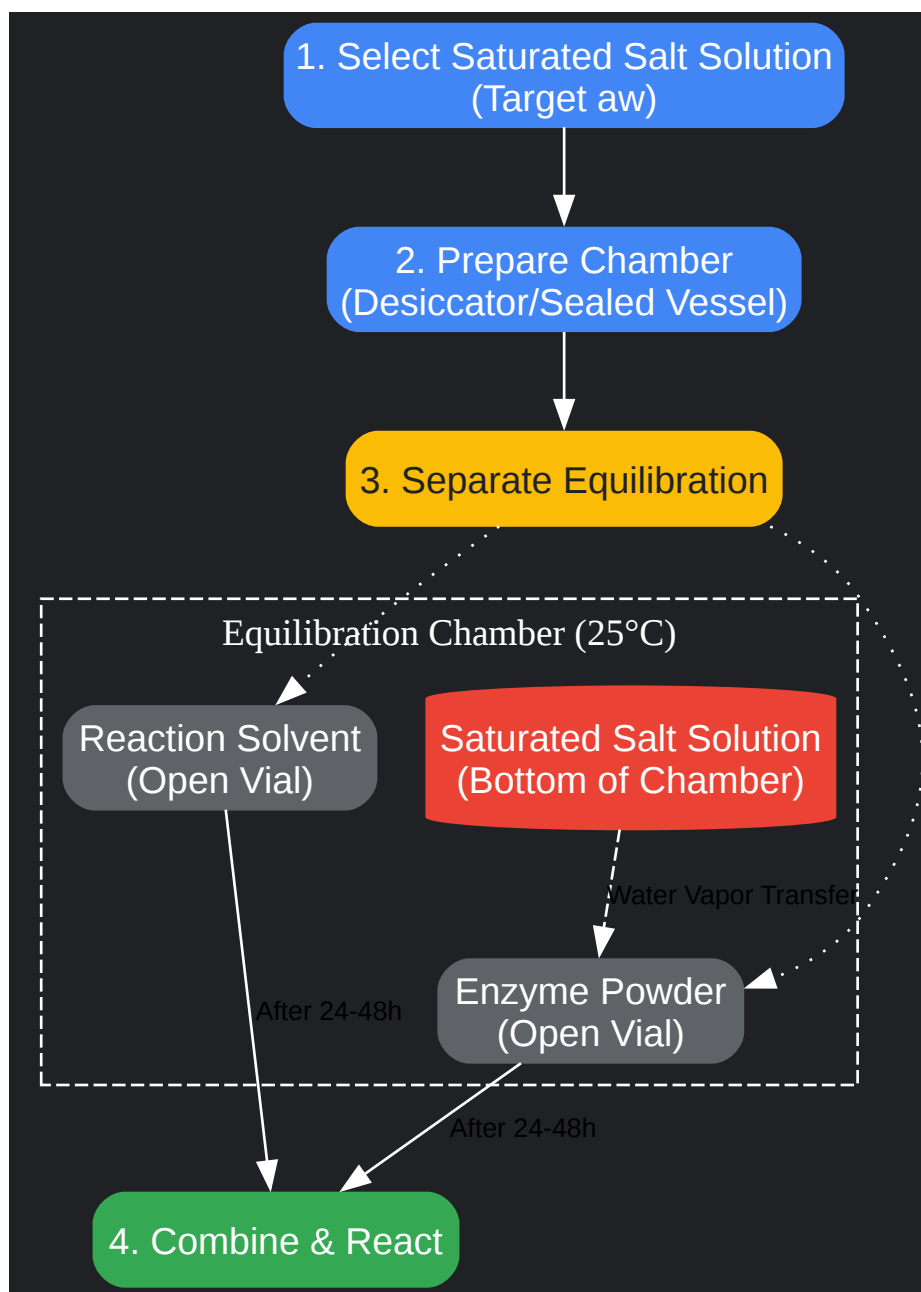 1. Select Saturated Salt Solution
(Target aw)
2. Prepare Chamber
(Desiccator/Sealed Vessel)
3. Separate Equilibration
Equilibration Chamber (25°C)
Reaction Solvent
(Open Vial)
Saturated Salt Solution
(Bottom of Chamber)
Water Vapor Transfer
Enzyme Powder
(Open Vial)
After 24-48h
After 24-48h
4. Combine & React